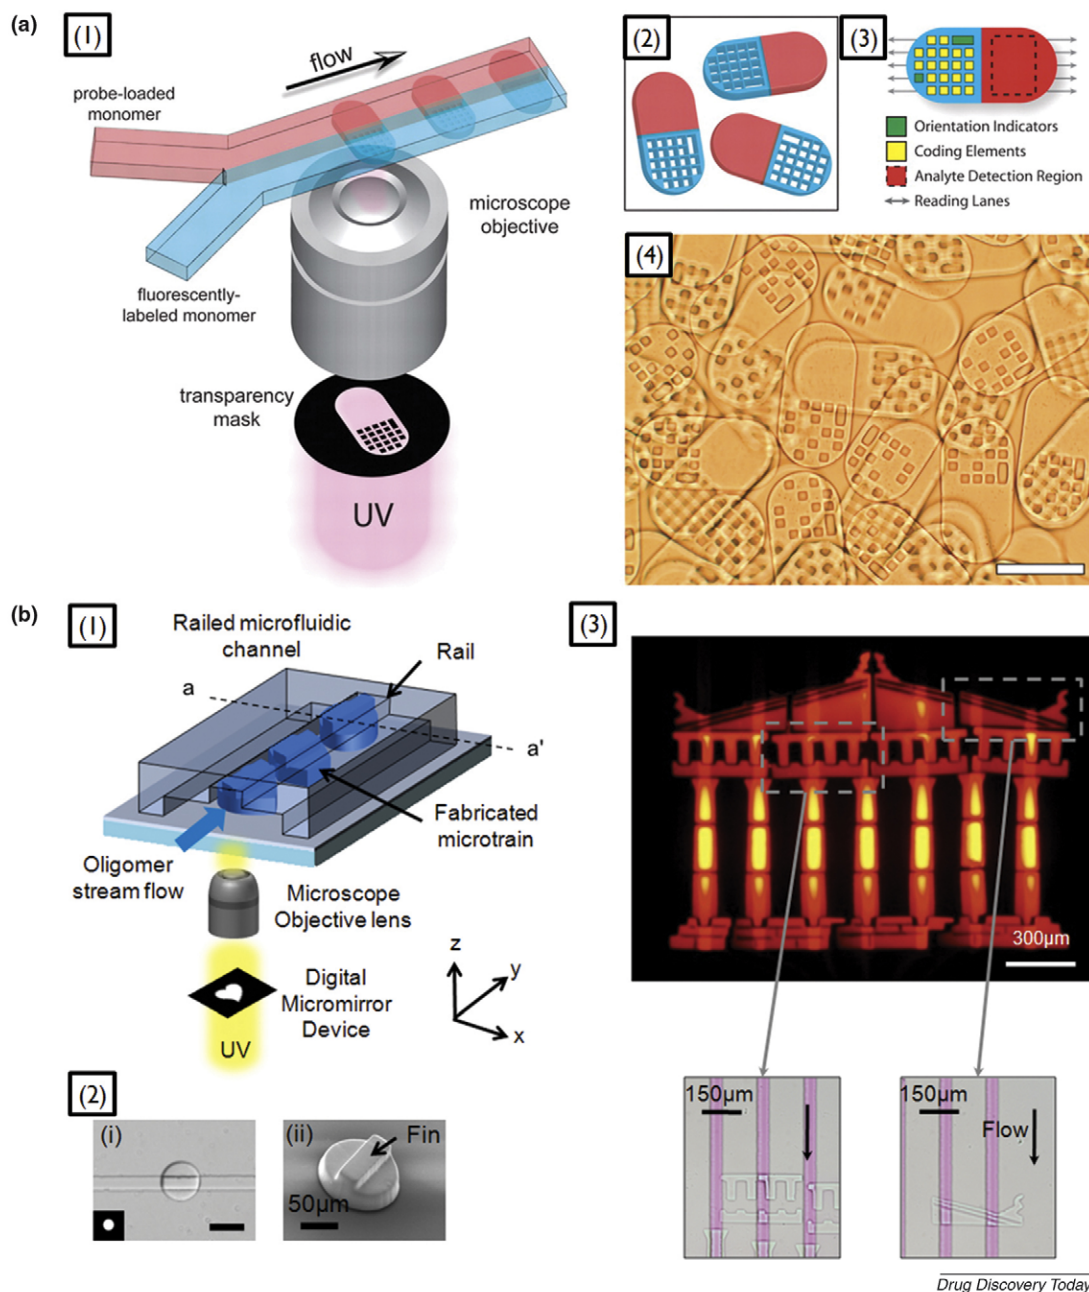 (a)
(1)
flow
probe-loaded
monomer
microscope
objective
fluorescently-
labeled monomer
transparency
mask
UV
(2)
(3)
Orientation Indicators
Coding Elements
Analyte Detection Region
Reading Lanes
(4)
(b)
(1)
Railed microfluidic
channel
Rail
a
a'
Fabricated
microtrain
Oligomer
stream flow
Microscope
Objective lens
Digital
Micromirror
Device
UV
z
y
x
(2)
(i)
(ii)
Fin
50µm
(3)
300µm
150µm
150µm
Flow
Drug Discovery Today